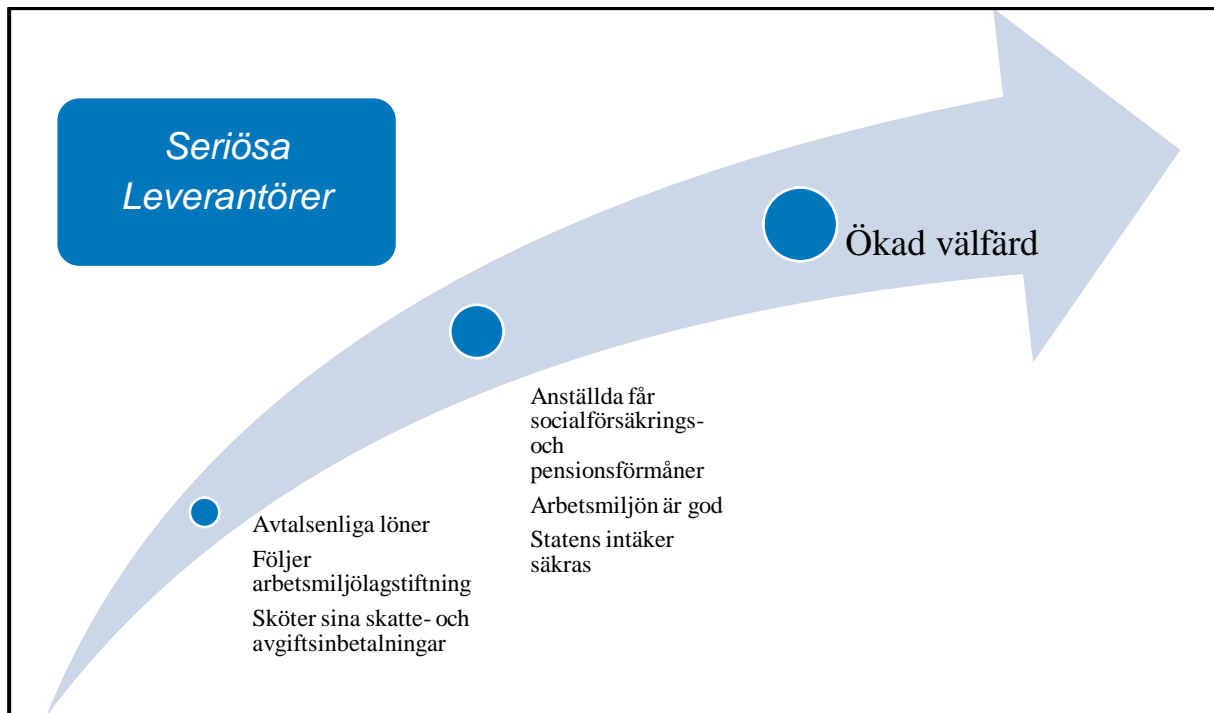 Seriösa
Leverantörer
Ökad välfärd
Anställda får
socialförsäkrings-
och
pensionsförmåner
Arbetsmiljön är god
Statens intäker
säkras
Avtalsenliga löner
Följer
arbetsmiljölagstiftning
Sköter sina skatte- och
avgiftsinbetalningar